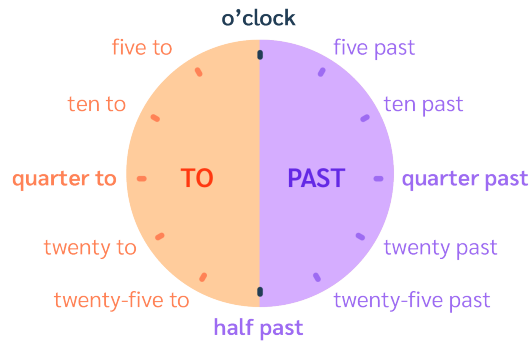 o’clock
five to
five past
ten to
ten past
quarter to
TO
PAST
quarter past
twenty to
twenty past
twenty-five to
twenty-five past
half past